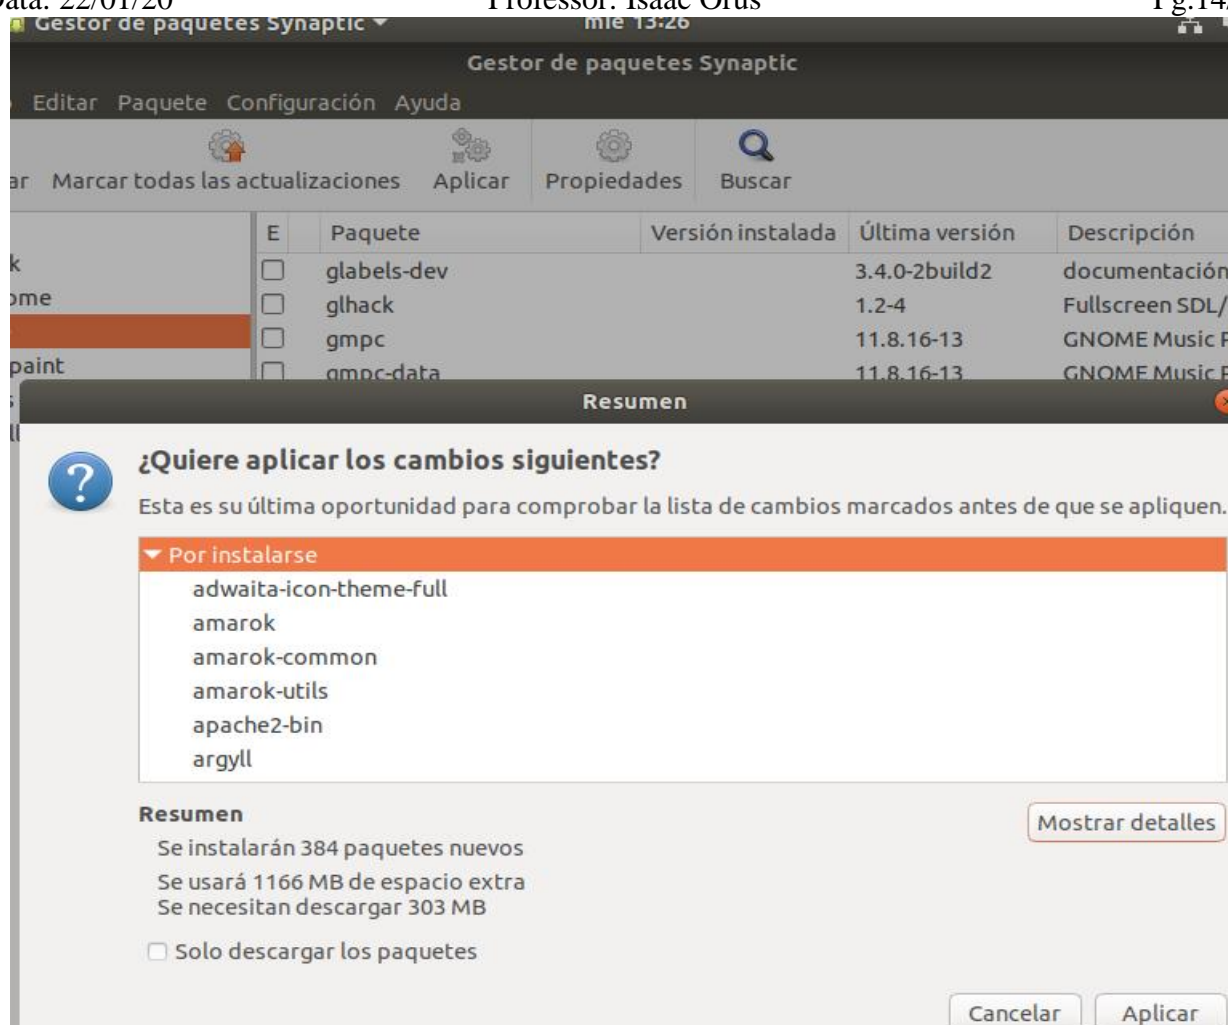 Data: 22/01/20 Professor: Isaac Orus Pg.14
Gestor de paquetes Synaptic mié 13:26
Gestor de paquetes Synaptic
Editar Paquete Configuración Ayuda
ar Marcar todas las actualizaciones Aplicar Propiedades Buscar
E Paquete Versión instalada Última versión Descripción
k glabels-dev 3.4.0-2build2 documentación
ome glhack 1.2-4 Fullscreen SDL/
gmpc 11.8.16-13 GNOME Music P
paint gmpc-data 11.8.16-13 GNOME Music P
Resumen
¿Quiere aplicar los cambios siguientes?
Esta es su última oportunidad para comprobar la lista de cambios marcados antes de que se apliquen.
Por instalarse
adwaita-icon-theme-full
amarok
amarok-common
amarok-utils
apache2-bin
argyll
Resumen
Mostrar detalles
Se instalarán 384 paquetes nuevos
Se usará 1166 MB de espacio extra
Se necesitan descargar 303 MB
Solo descargar los paquetes
Cancelar Aplicar